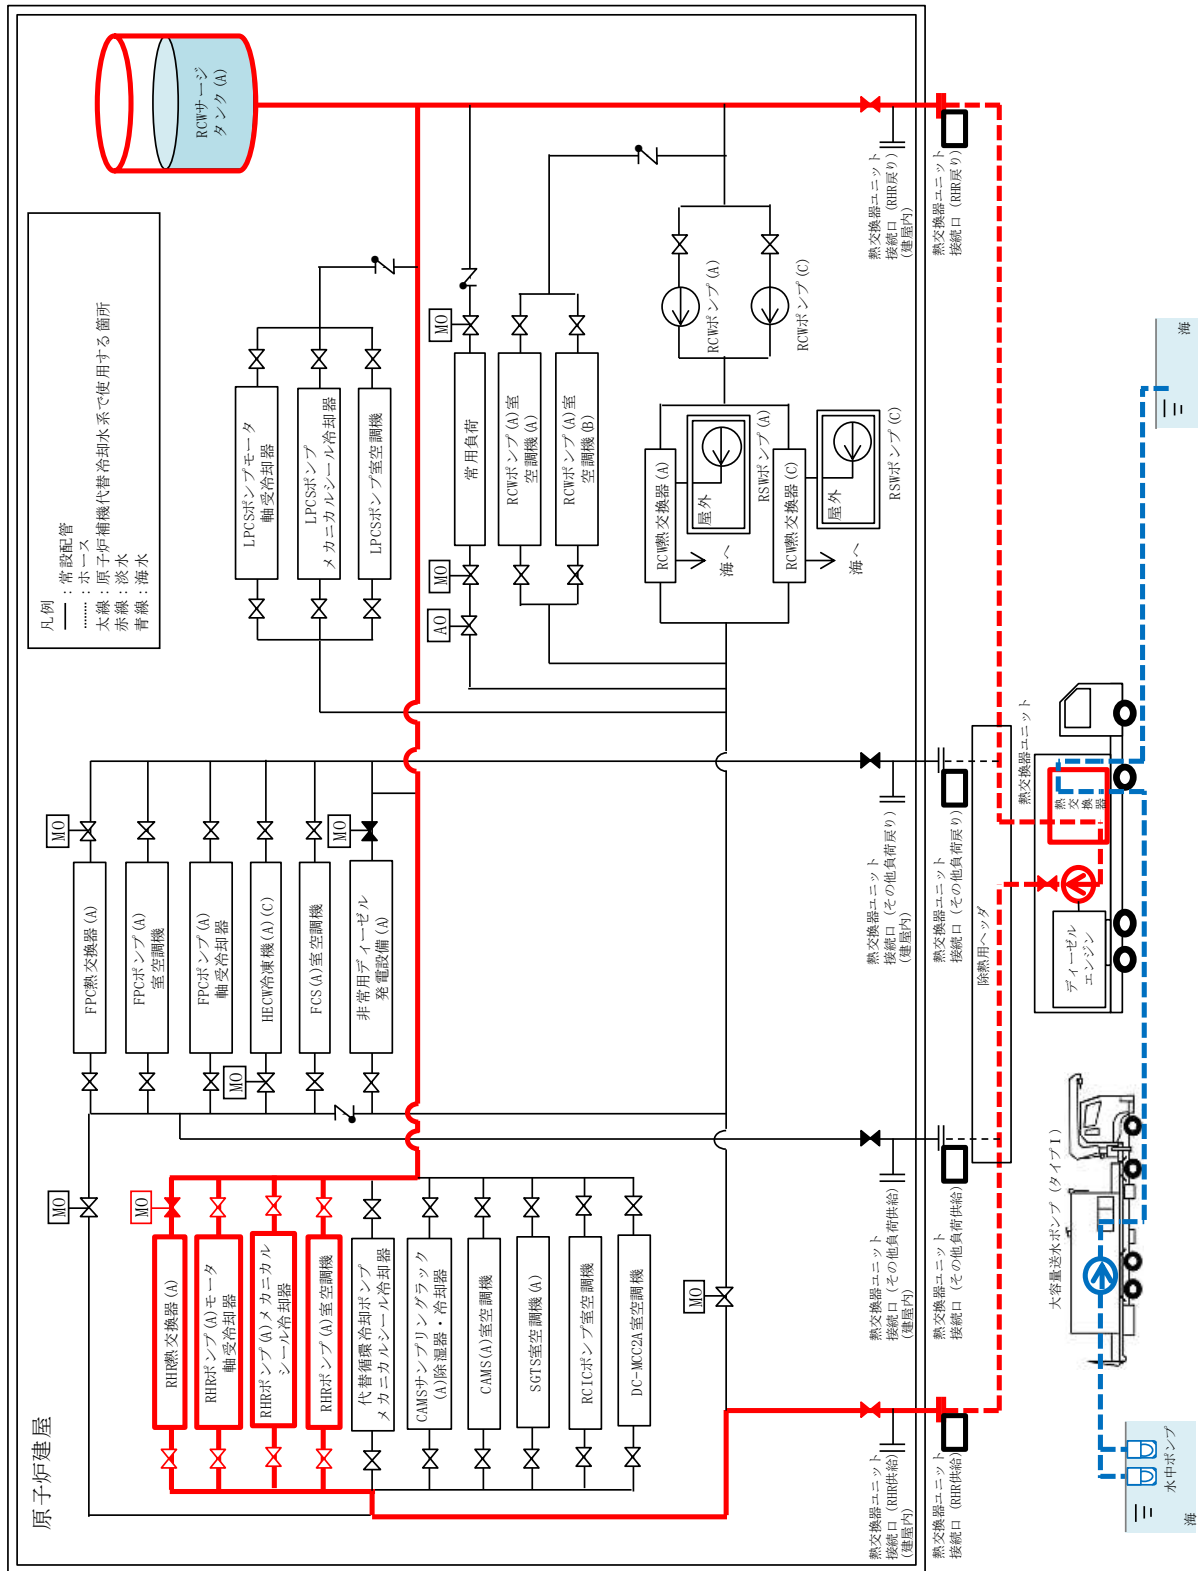 原子炉建屋
凡例
━━：常設配管
┈┈：ホース
太線：原子炉補機代替冷却水系で使用する箇所
赤線：淡水
青線：海水
RCWサージ
タンク(A)
MO
MO
RHR熱交換器(A)
RHRポンプ(A)モータ
軸受冷却器
RHRポンプ(A)メカニカル
シール冷却器
RHRポンプ(A)室空調機
代替循環冷却ポンプ
メカニカルシール冷却器
CAMSサンプリングラック
(A)除湿器・冷却器
CAMS(A)室空調機
SGTS室空調機(A)
RCICポンプ室空調機
DC-MCC2A室空調機
MO
MO
FPC熱交換器(A)
FPCポンプ(A)
室空調機
FPCポンプ(A)
軸受冷却器
HECW冷凍機(A)(C)
MO
FCS(A)室空調機
非常用ディーゼル
発電設備(A)
MO
LPCSポンプモータ
軸受冷却器
LPCSポンプ
メカニカルシール冷却器
LPCSポンプ室空調機
AO
MO
常用負荷
MO
RCWポンプ(A)室
空調機(A)
RCWポンプ(A)室
空調機(B)
RCW熱交換器(A)
海へ
屋外
RSWポンプ(A)
RCW熱交換器(C)
海へ
屋外
RSWポンプ(C)
RCWポンプ(A)
RCWポンプ(C)
熱交換器ユニット
接続口（RHR供給）
(建屋内)
熱交換器ユニット
接続口（その他負荷供給）
(建屋内)
熱交換器ユニット
接続口（その他負荷戻り）
(建屋内)
熱交換器ユニット
接続口（RHR戻り）
(建屋内)
熱交換器ユニット
接続口（RHR供給）
熱交換器ユニット
接続口（その他負荷供給）
熱交換器ユニット
接続口（その他負荷戻り）
熱交換器ユニット
接続口（RHR戻り）
除熱用ヘッダ
熱交換器ユニット
熱交換器
ディーゼル
エンジン
大容量送水ポンプ（タイプⅠ）
水中ポンプ
海
海